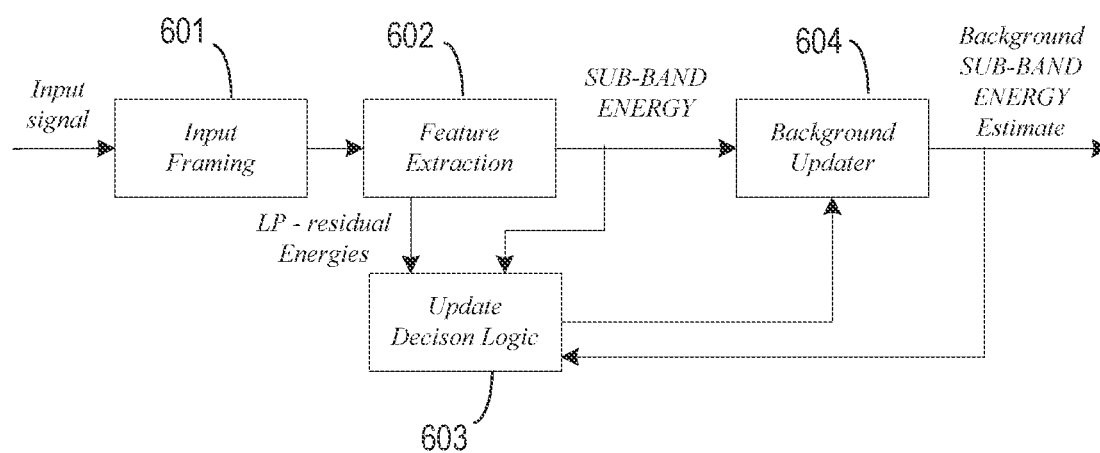 601
602
604
Input
signal
Input
Framing
Feature
Extraction
SUB-BAND
ENERGY
Background
Updater
Background
SUB-BAND
ENERGY
Estimate
LP - residual
Energies
Update
Decison Logic
603